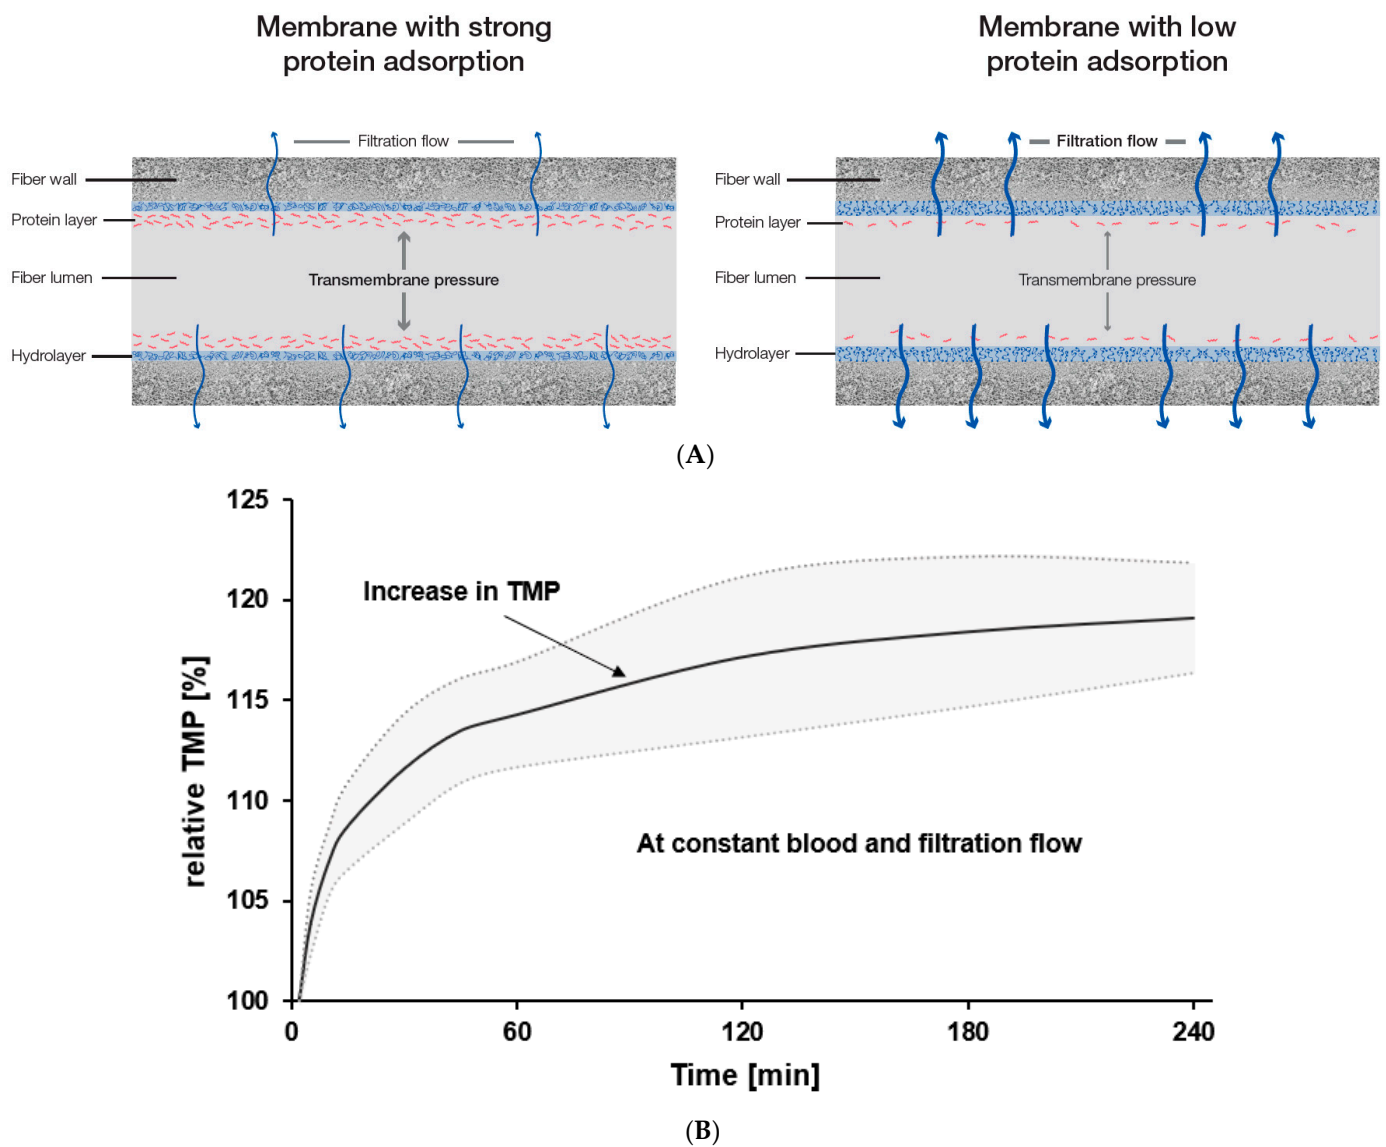 Membrane with strong
protein adsorption
Filtration flow
Fiber wall
Protein layer
Fiber lumen
Transmembrane pressure
Hydrolayer
Membrane with low
protein adsorption
Filtration flow
Fiber wall
Protein layer
Fiber lumen
Transmembrane pressure
Hydrolayer
(A)
125
120
115
110
105
100
relative TMP [%]
Increase in TMP
At constant blood and filtration flow
0
60
120
180
240
Time [min]
(B)